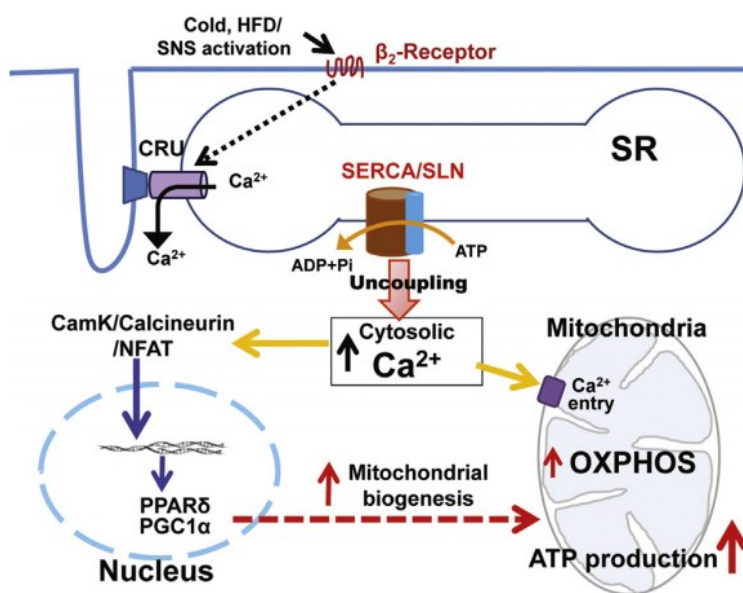 Cold, HFD/
SNS activation
β₂-Receptor
CRU
Ca²⁺
Ca²⁺
SR
SERCA/SLN
ADP+Pi
ATP
Uncoupling
Cytosolic
Ca²⁺
CamK/Calcineurin
/NFAT
Mitochondria
Ca²⁺
entry
OXPHOS
PPARδ
PGC1α
Mitochondrial
biogenesis
ATP production
Nucleus